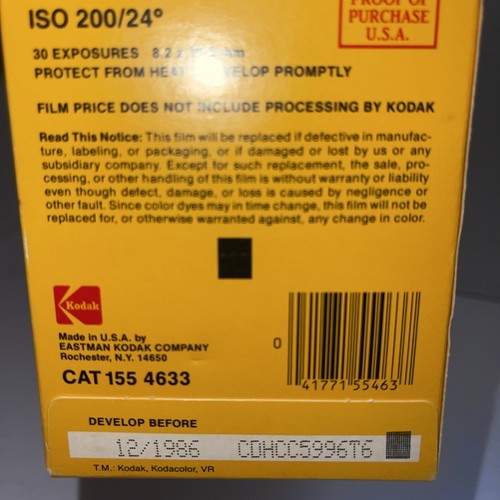 PROOF OF
PURCHASE
U.S.A.
ISO 200/24°
30 EXPOSURES 8.2 x
PROTECT FROM HEAT DEVELOP PROMPTLY
FILM PRICE DOES NOT INCLUDE PROCESSING BY KODAK
Read This Notice: This film will be replaced if defective in manufac-
ture, labeling, or packaging, or if damaged or lost by us or any
subsidiary company. Except for such replacement, the sale, pro-
cessing, or other handling of this film is without warranty or liability
even though defect, damage, or loss is caused by negligence or
other fault. Since color dyes may in time change, this film will not be
replaced for, or otherwise warranted against, any change in color.
Kodak
Made in U.S.A. by
EASTMAN KODAK COMPANY
Rochester, N.Y. 14650
CAT 155 4633
0 41771 55463
DEVELOP BEFORE
12/1986 CDHCC5996T6
T.M.: Kodak, Kodacolor, VR